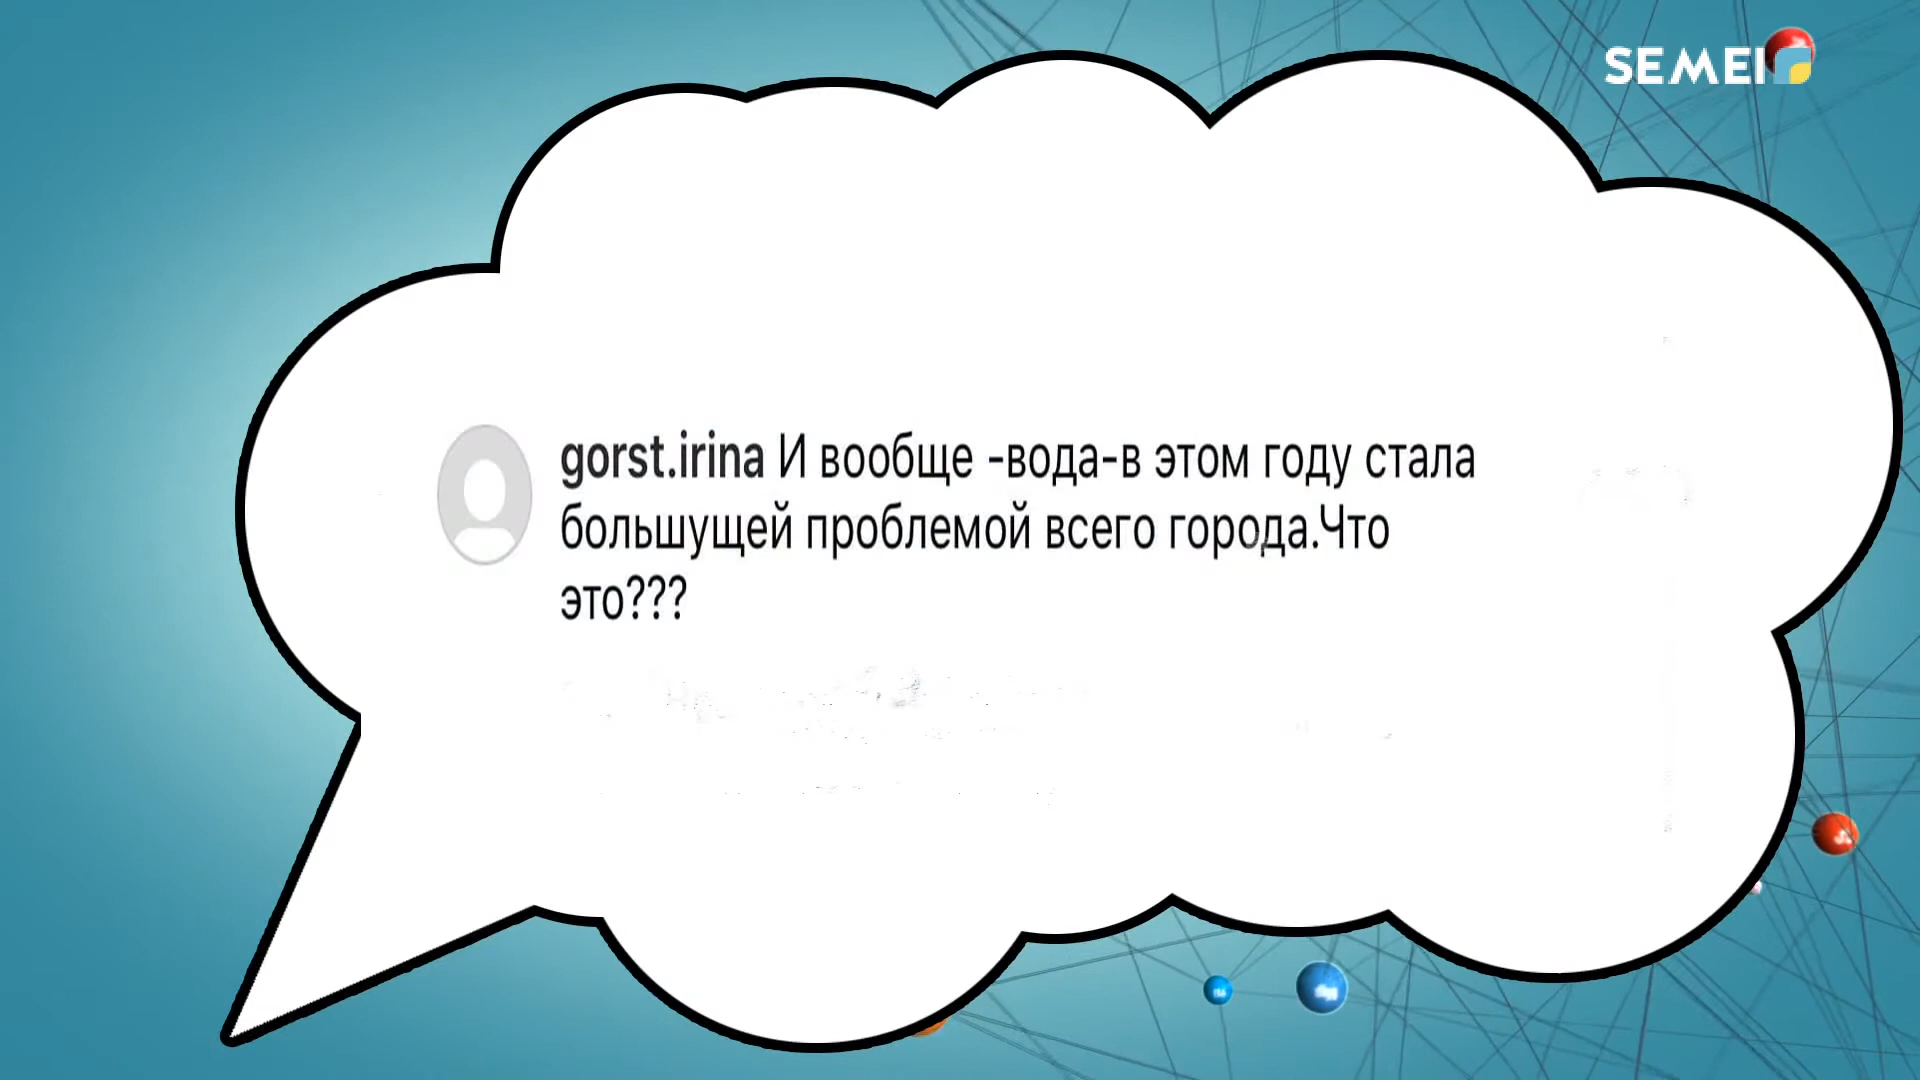 SEMEI
gorst.irina И вообще -вода-в этом году стала
большущей проблемой всего города.Что
это???